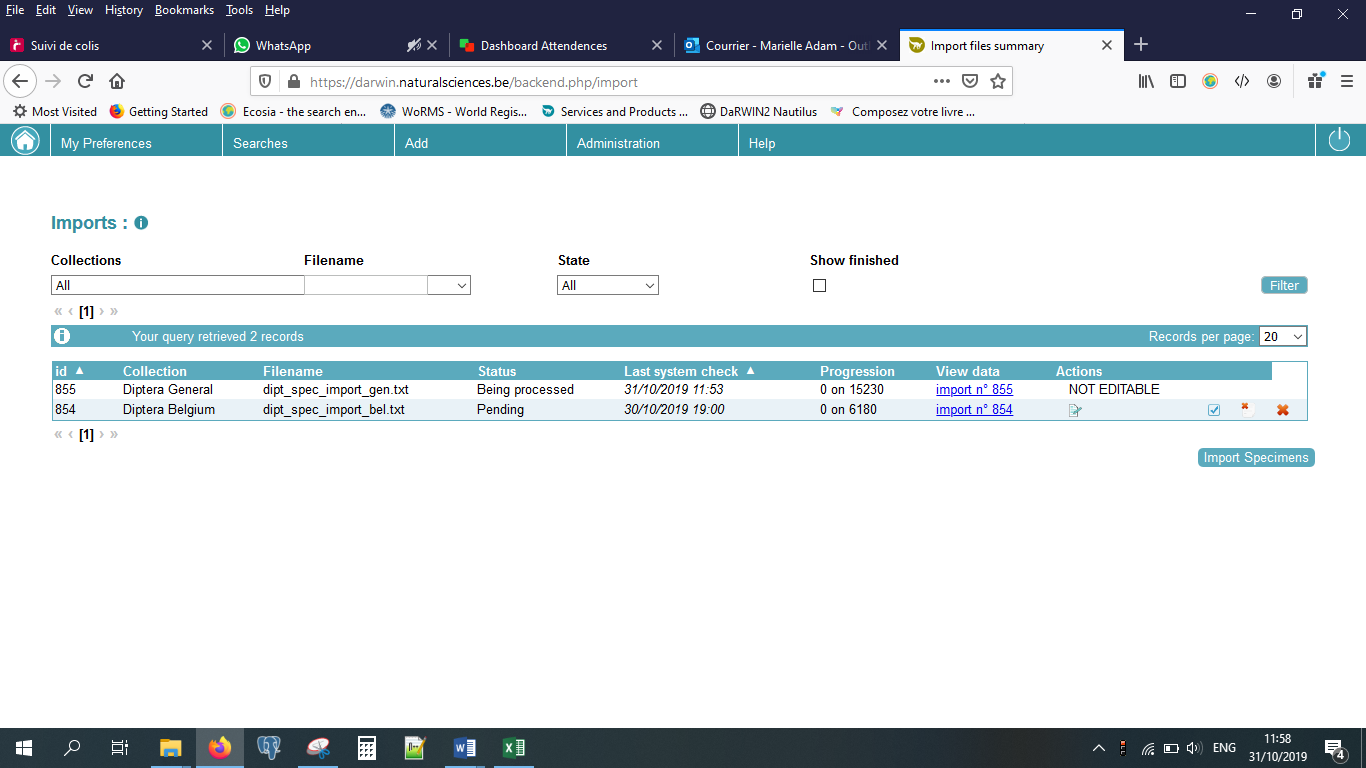 File Edit View History Bookmarks Tools Help
Suivi de colis WhatsApp Dashboard Attendences Courrier - Marielle Adam - Outl Import files summary
https://darwin.naturalsciences.be/backend.php/import
Most Visited Getting Started Ecosia - the search en... WoRMS - World Regis... Services and Products ... DaRWIN2 Nautilus Composez votre livre ...
My Preferences Searches Add Administration Help
Imports :
Collections Filename State Show finished
All All Filter
« ‹ [1] › »
Your query retrieved 2 records Records per page: 20
id Collection Filename Status Last system check Progression View data Actions
855 Diptera General dipt_spec_import_gen.txt Being processed 31/10/2019 11:53 0 on 15230 import n° 855 NOT EDITABLE
854 Diptera Belgium dipt_spec_import_bel.txt Pending 30/10/2019 19:00 0 on 6180 import n° 854
« ‹ [1] › »
Import Specimens
ENG 11:58
31/10/2019 4